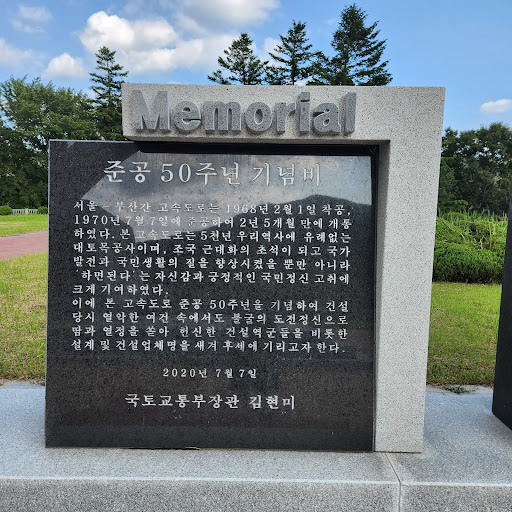 Memorial
준공 50주년 기념비
서울 - 부산간 고속도로는 1968년 2월 1일 착공,
1970년 7월 7일에 준공하여 2년 5개월 만에 개통
하였다. 본 고속도로는 5천년 우리역사에 유례없는
대토목공사이며, 조국 근대화의 초석이 되고 국가
발전과 국민생활의 질을 향상시켰을 뿐만 아니라
'하면된다'는 자신감과 긍정적인 국민정신 고취에
크게 기여하였다.
이에 본 고속도로 준공 50주년을 기념하여 건설
당시 열악한 여건 속에서도 불굴의 도전정신으로
땀과 열정을 쏟아 헌신한 건설역군들을 비롯한
설계 및 건설업체명을 새겨 후세에 기리고자 한다.
2020년 7월 7일
국토교통부장관 김현미